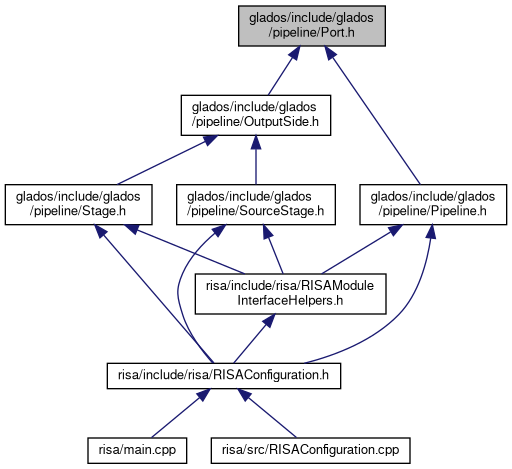 glados/include/glados
/pipeline/Port.h
glados/include/glados
/pipeline/OutputSide.h
glados/include/glados
/pipeline/Stage.h
glados/include/glados
/pipeline/SourceStage.h
glados/include/glados
/pipeline/Pipeline.h
risa/include/risa/RISAModule
InterfaceHelpers.h
risa/include/risa/RISAConfiguration.h
risa/main.cpp
risa/src/RISAConfiguration.cpp